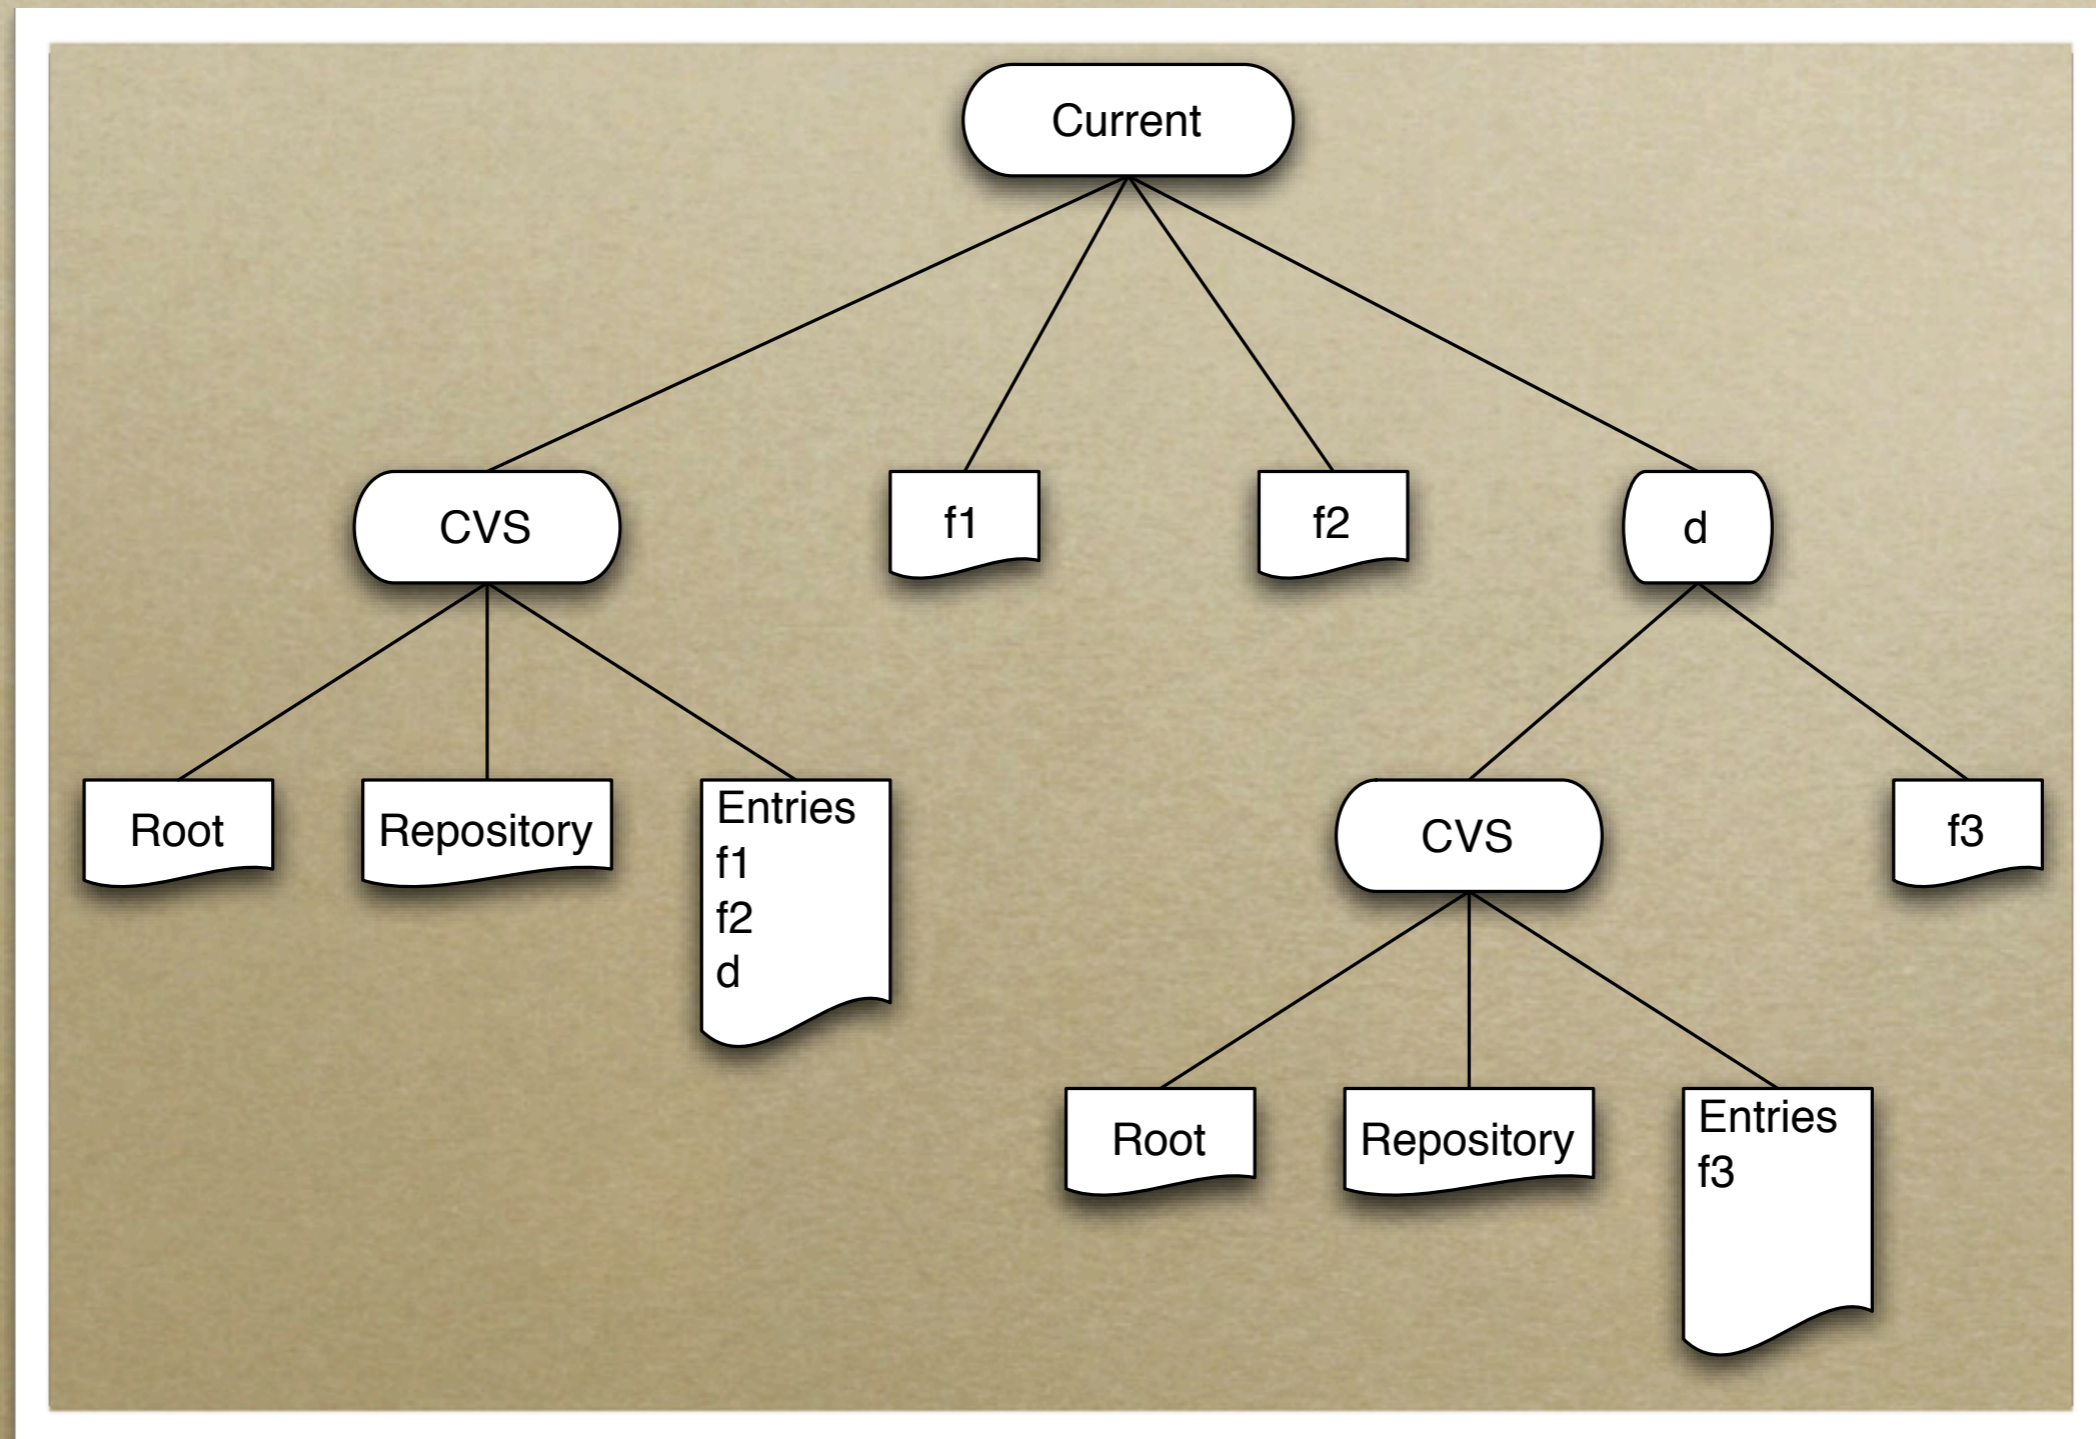 Current
CVS
f1
f2
d
Root
Repository
Entries
f1
f2
d
CVS
f3
Root
Repository
Entries
f3